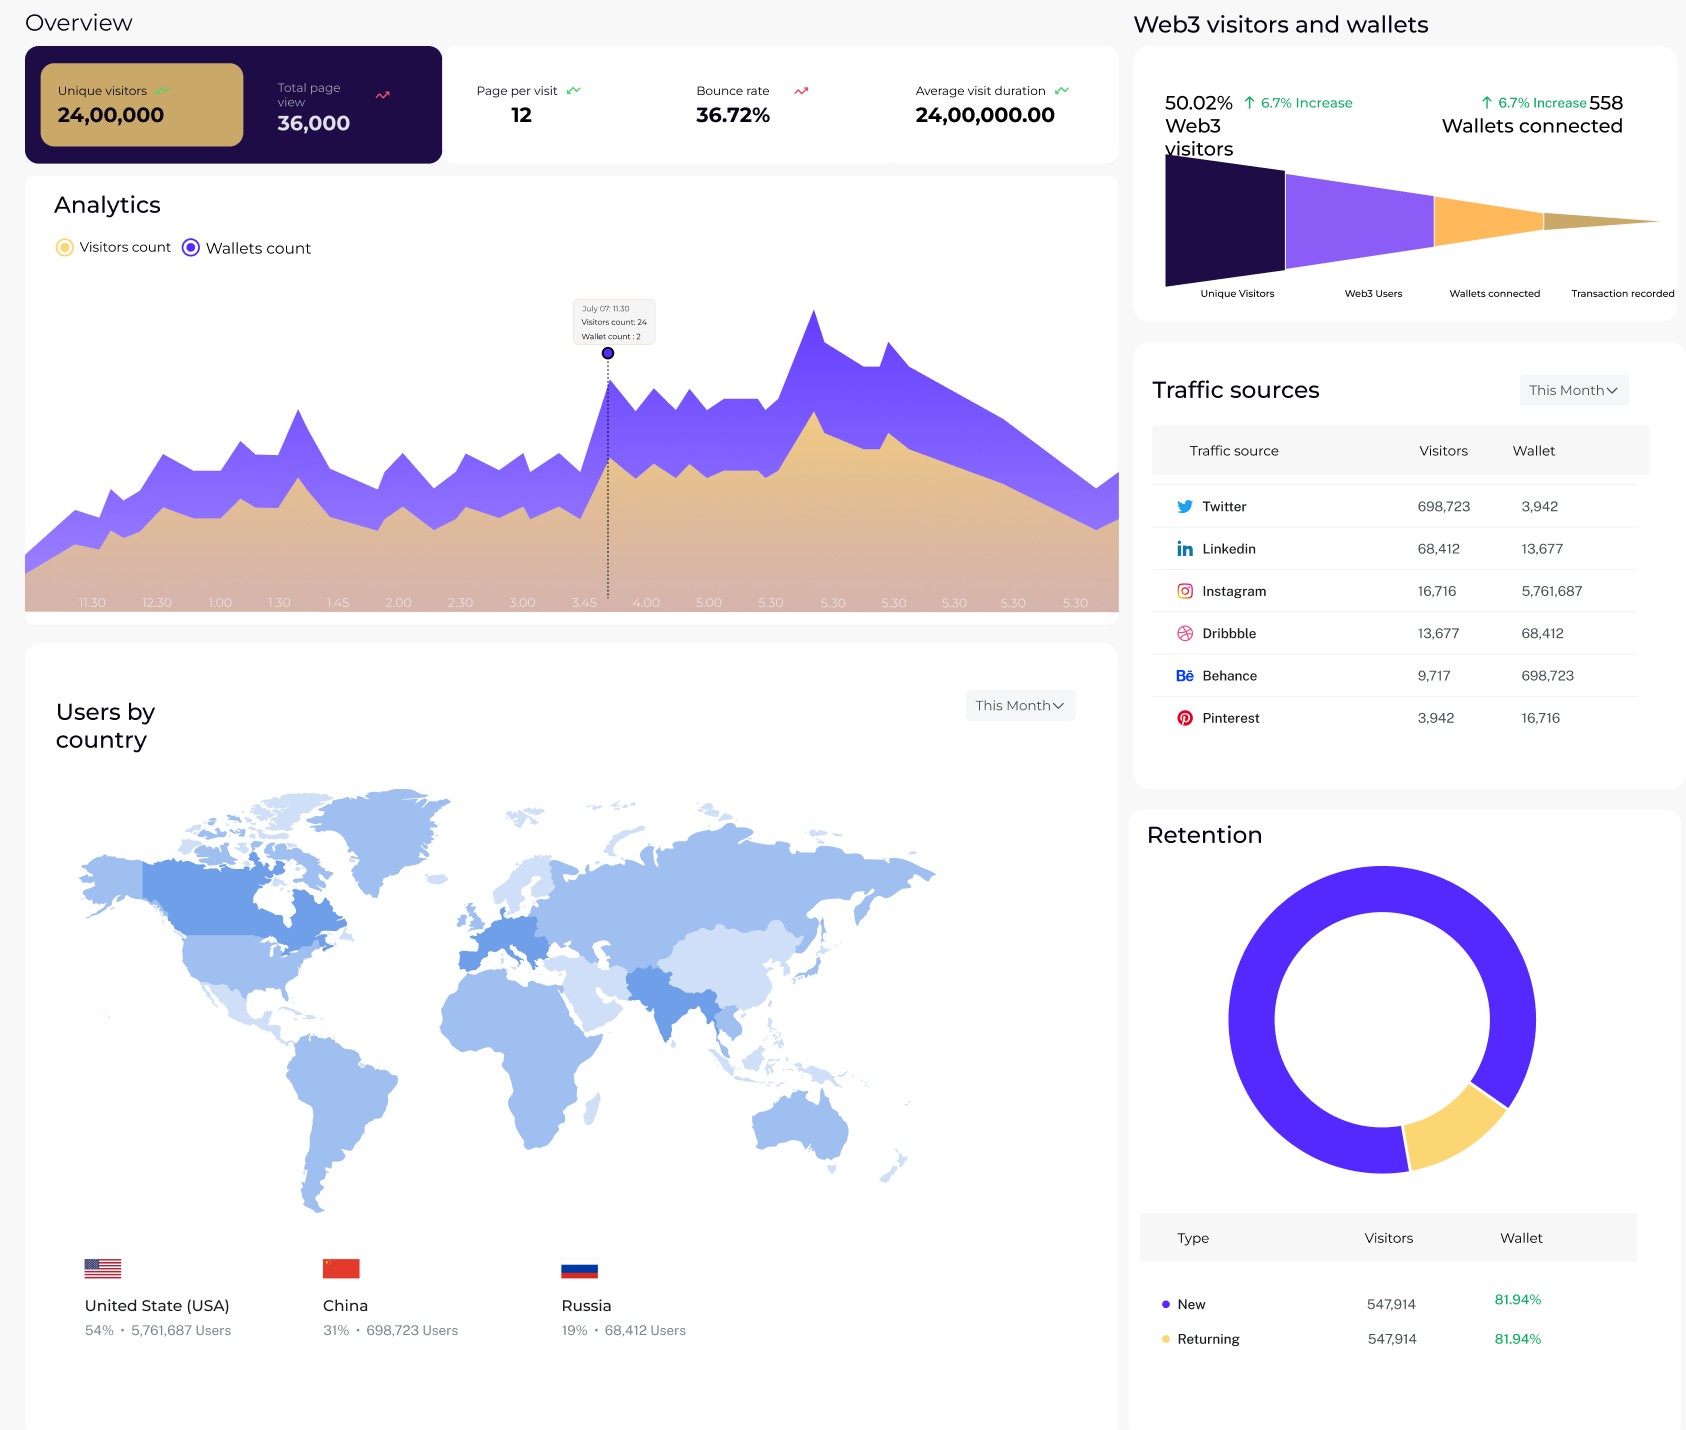 Overview
Unique visitors
24,00,000
Total page
view
36,000
Page per visit
12
Bounce rate
36.72%
Average visit duration
24,00,000.00
Analytics
Visitors count
Wallets count
July 07: 11.30
Visitors count: 24
Wallet count : 2
11.30 12.30 1.00 1.30 1.45 2.00 2.30 3.00 3.45 4.00 5.00 5.30 5.30 5.30 5.30 5.30 5.30
Users by
country
This Month
United State (USA)
54% • 5,761,687 Users
China
31% • 698,723 Users
Russia
19% • 68,412 Users
Web3 visitors and wallets
50.02% ↑ 6.7% Increase
Web3
visitors
↑ 6.7% Increase 558
Wallets connected
Unique Visitors Web3 Users Wallets connected Transaction recorded
Traffic sources
This Month
Traffic source Visitors Wallet
Twitter 698,723 3,942
in Linkedin 68,412 13,677
Instagram 16,716 5,761,687
Dribbble 13,677 68,412
Bē Behance 9,717 698,723
Pinterest 3,942 16,716
Retention
Type Visitors Wallet
New 547,914 81.94%
Returning 547,914 81.94%